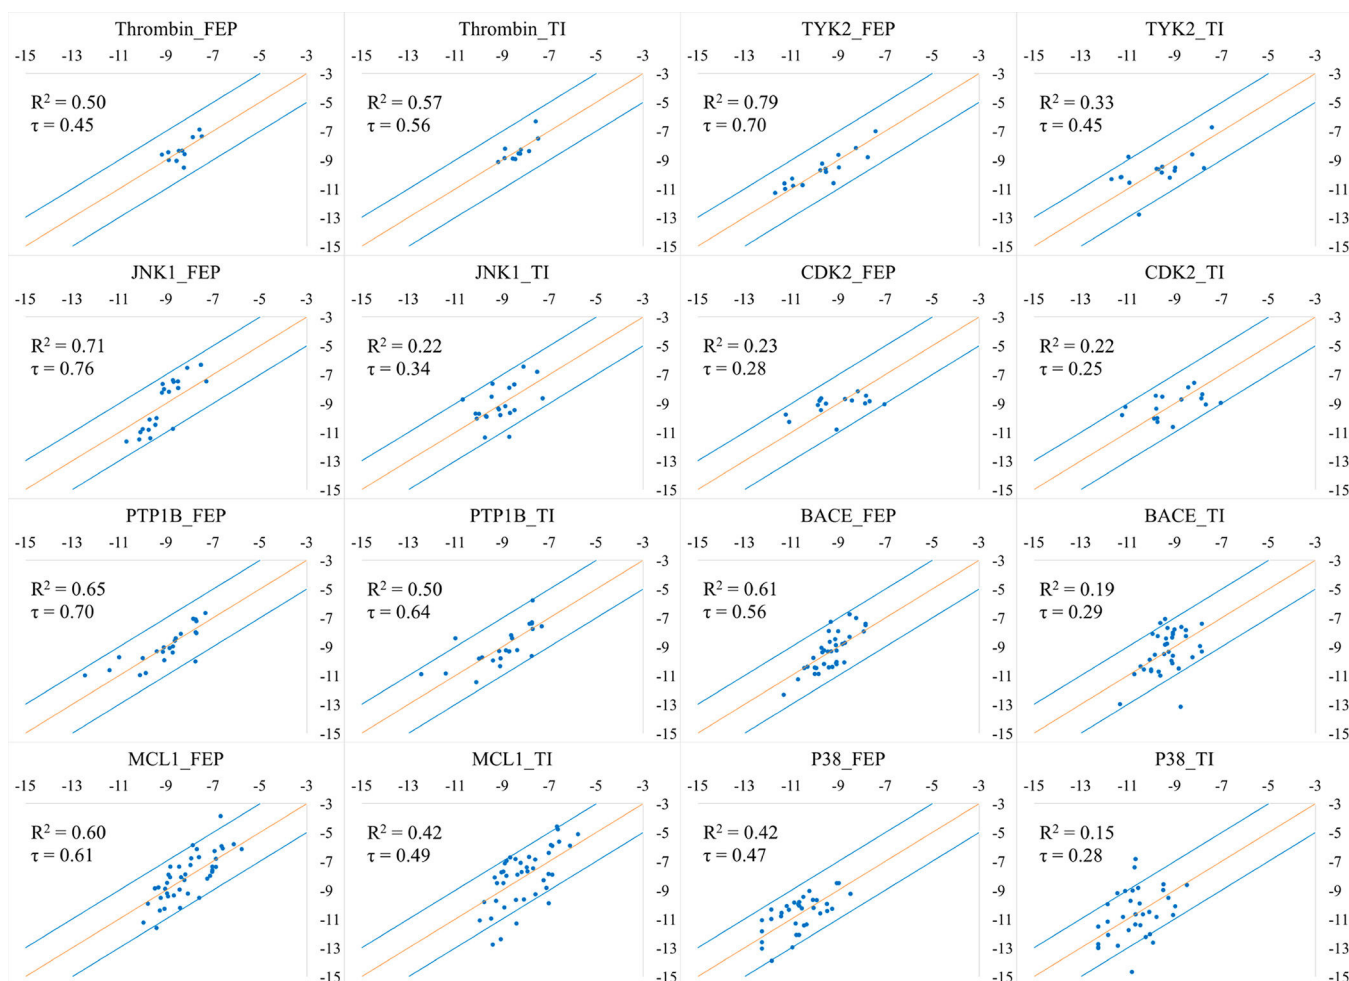 Thrombin_FEP
-15 -13 -11 -9 -7 -5 -3
-3
-5
-7
-9
-11
-13
-15
R² = 0.50
τ = 0.45
Thrombin_TI
-15 -13 -11 -9 -7 -5 -3
-3
-5
-7
-9
-11
-13
-15
R² = 0.57
τ = 0.56
TYK2_FEP
-15 -13 -11 -9 -7 -5 -3
-3
-5
-7
-9
-11
-13
-15
R² = 0.79
τ = 0.70
TYK2_TI
-15 -13 -11 -9 -7 -5 -3
-3
-5
-7
-9
-11
-13
-15
R² = 0.33
τ = 0.45
JNK1_FEP
-15 -13 -11 -9 -7 -5 -3
-3
-5
-7
-9
-11
-13
-15
R² = 0.71
τ = 0.76
JNK1_TI
-15 -13 -11 -9 -7 -5 -3
-3
-5
-7
-9
-11
-13
-15
R² = 0.22
τ = 0.34
CDK2_FEP
-15 -13 -11 -9 -7 -5 -3
-3
-5
-7
-9
-11
-13
-15
R² = 0.23
τ = 0.28
CDK2_TI
-15 -13 -11 -9 -7 -5 -3
-3
-5
-7
-9
-11
-13
-15
R² = 0.22
τ = 0.25
PTP1B_FEP
-15 -13 -11 -9 -7 -5 -3
-3
-5
-7
-9
-11
-13
-15
R² = 0.65
τ = 0.70
PTP1B_TI
-15 -13 -11 -9 -7 -5 -3
-3
-5
-7
-9
-11
-13
-15
R² = 0.50
τ = 0.64
BACE_FEP
-15 -13 -11 -9 -7 -5 -3
-3
-5
-7
-9
-11
-13
-15
R² = 0.61
τ = 0.56
BACE_TI
-15 -13 -11 -9 -7 -5 -3
-3
-5
-7
-9
-11
-13
-15
R² = 0.19
τ = 0.29
MCL1_FEP
-15 -13 -11 -9 -7 -5 -3
-3
-5
-7
-9
-11
-13
-15
R² = 0.60
τ = 0.61
MCL1_TI
-15 -13 -11 -9 -7 -5 -3
-3
-5
-7
-9
-11
-13
-15
R² = 0.42
τ = 0.49
P38_FEP
-15 -13 -11 -9 -7 -5 -3
-3
-5
-7
-9
-11
-13
-15
R² = 0.42
τ = 0.47
P38_TI
-15 -13 -11 -9 -7 -5 -3
-3
-5
-7
-9
-11
-13
-15
R² = 0.15
τ = 0.28